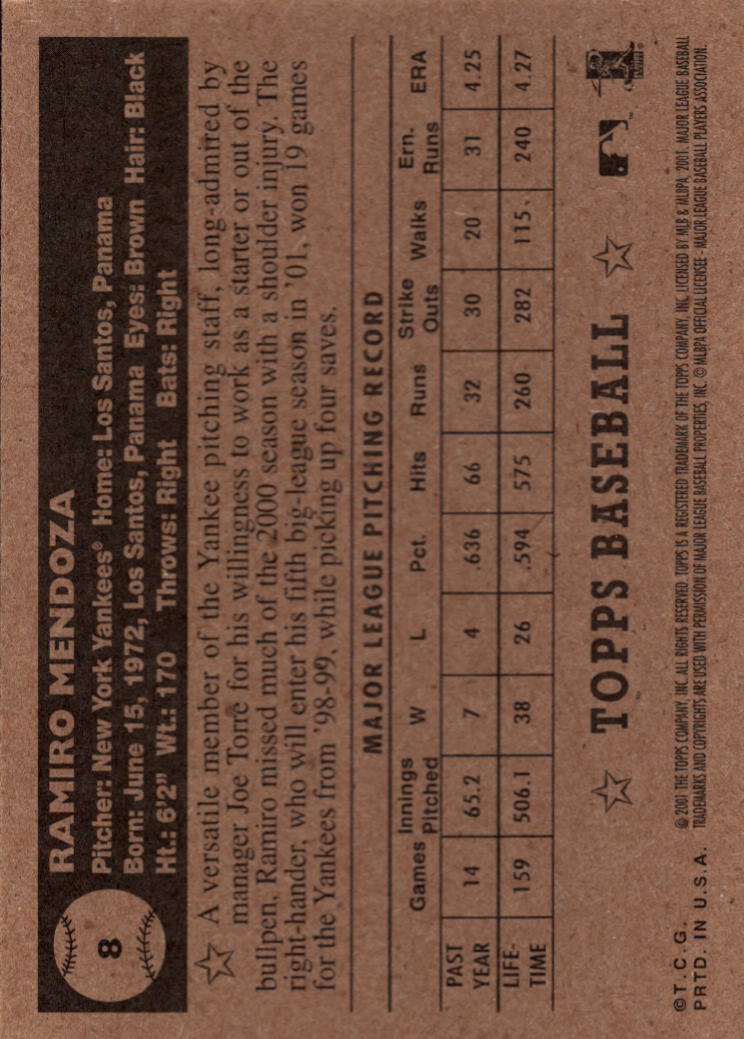 8
RAMIRO MENDOZA
Pitcher: New York Yankees® Home: Los Santos, Panama
Born: June 15, 1972, Los Santos, Panama Eyes: Brown Hair: Black
Ht.: 6'2" Wt.: 170 Throws: Right Bats: Right
A versatile member of the Yankee pitching staff, long-admired by
manager Joe Torre for his willingness to work as a starter or out of the
bullpen, Ramiro missed much of the 2000 season with a shoulder injury. The
right-hander, who will enter his fifth big-league season in '01, won 19 games
for the Yankees from '98-99, while picking up four saves.
MAJOR LEAGUE PITCHING RECORD
Games Innings Pitched W L Pct. Hits Runs Strike Outs Walks Ern. Runs ERA
PAST YEAR 14 65.2 7 4 .636 66 32 30 20 31 4.25
LIFE-TIME 159 506.1 38 26 .594 575 260 282 115 240 4.27
TOPPS BASEBALL
©T.C.G. © 2001 THE TOPPS COMPANY, INC. ALL RIGHTS RESERVED. TOPPS IS A REGISTERED TRADEMARK OF THE TOPPS COMPANY, INC. LICENSED BY MLB & MLBPA, 2001. MAJOR LEAGUE BASEBALL
PRTD. IN U.S.A. TRADEMARKS AND COPYRIGHTS ARE USED WITH PERMISSION OF MAJOR LEAGUE BASEBALL PROPERTIES, INC. © MLBPA OFFICIAL LICENSEE - MAJOR LEAGUE BASEBALL PLAYERS ASSOCIATION.